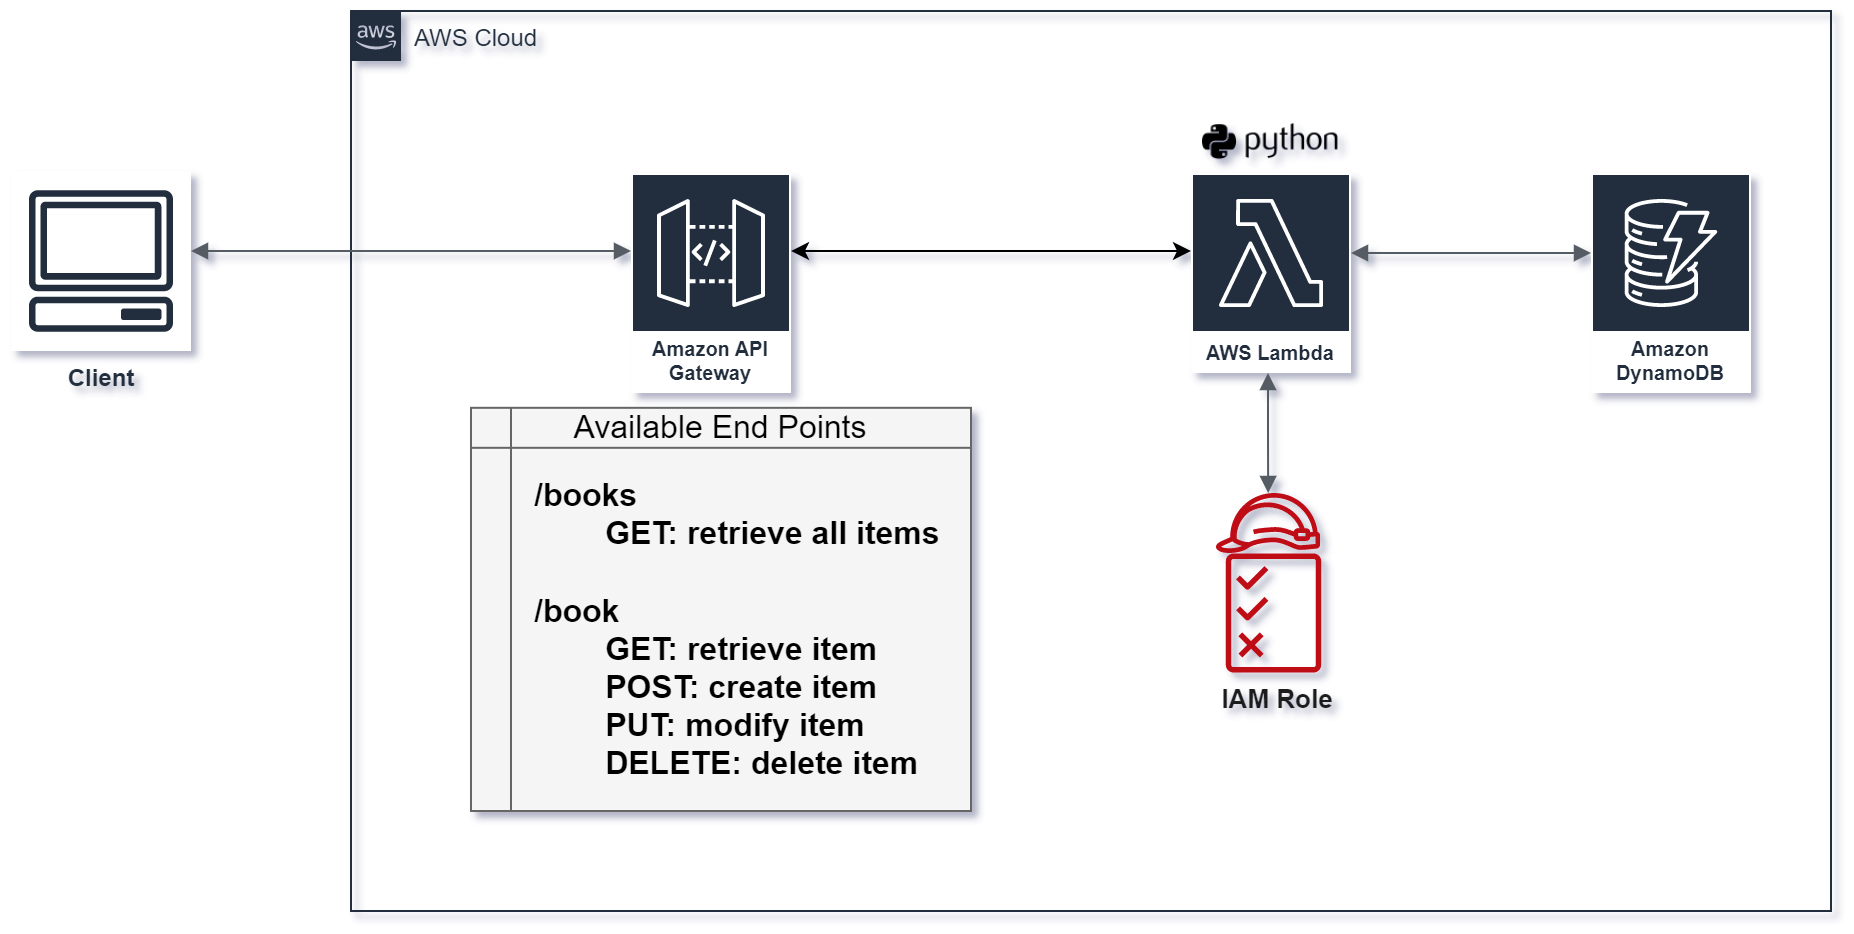 aws
AWS Cloud
python
Client
Amazon API
Gateway
AWS Lambda
Amazon
DynamoDB
Available End Points
/books
GET: retrieve all items
/book
GET: retrieve item
POST: create item
PUT: modify item
DELETE: delete item
IAM Role